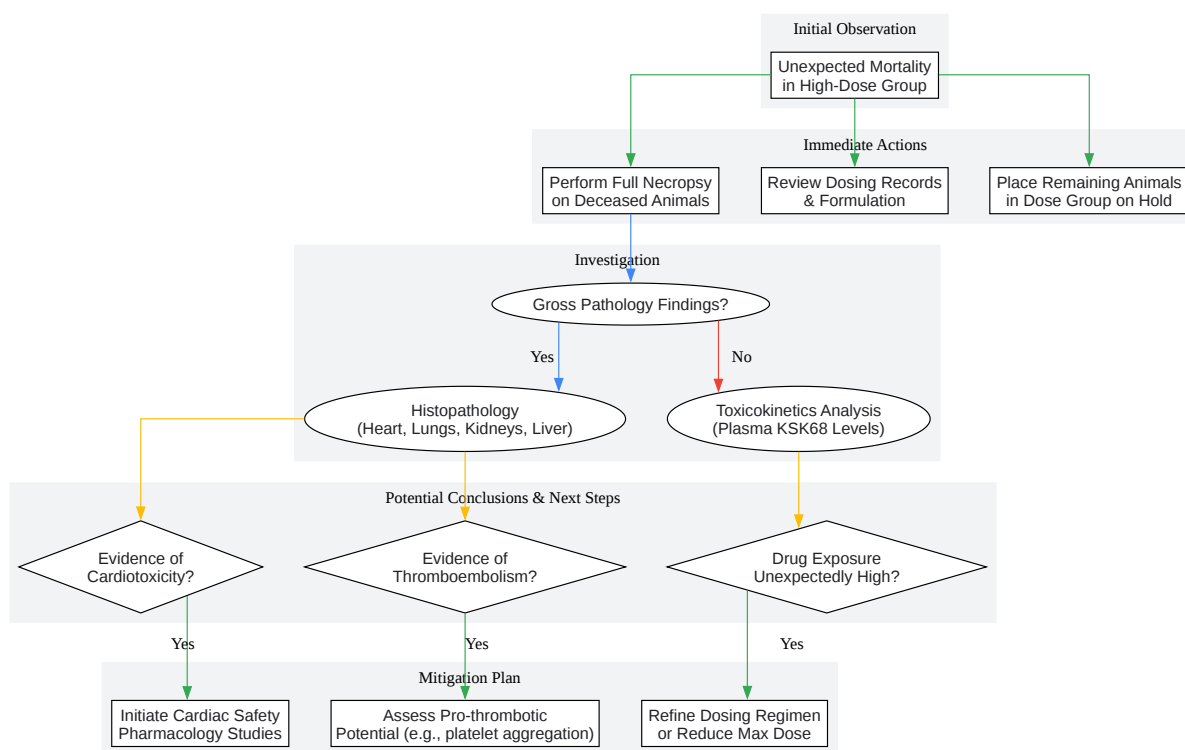 Initial Observation
Unexpected Mortality
in High-Dose Group
Immediate Actions
Perform Full Necropsy
on Deceased Animals
Review Dosing Records
& Formulation
Place Remaining Animals
in Dose Group on Hold
Investigation
Gross Pathology Findings?
Yes
No
Histopathology
(Heart, Lungs, Kidneys, Liver)
Toxicokinetics Analysis
(Plasma KSK68 Levels)
Potential Conclusions & Next Steps
Evidence of
Cardiotoxicity?
Evidence of
Thromboembolism?
Drug Exposure
Unexpectedly High?
Yes
Yes
Yes
Mitigation Plan
Initiate Cardiac Safety
Pharmacology Studies
Assess Pro-thrombotic
Potential (e.g., platelet aggregation)
Refine Dosing Regimen
or Reduce Max Dose